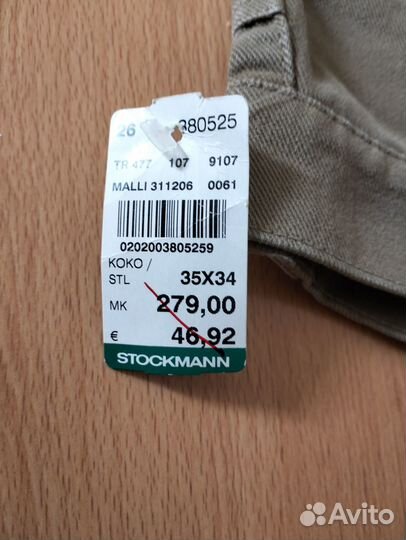 26 380525
TR 477 107 9107
MALLI 311206 0061
0202003805259
KOKO /
STL 35X34
MK 279,00
€ 46,92
STOCKMANN
Avito